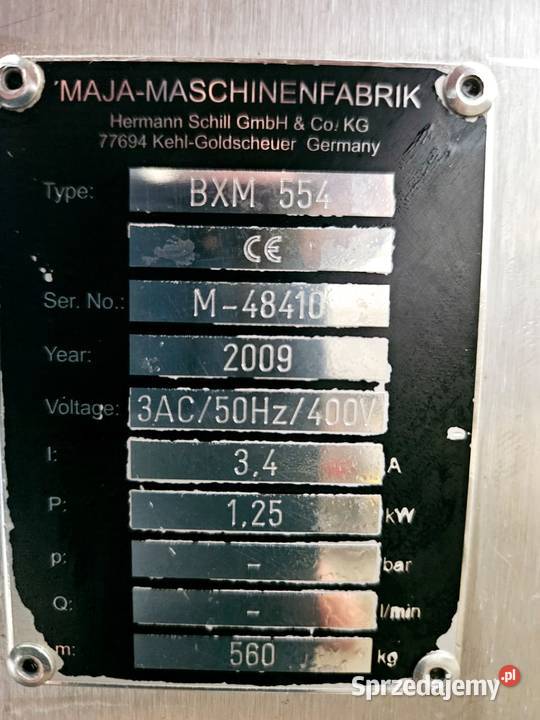 MAJA-MASCHINENFABRIK
Hermann Schill GmbH & Co. KG
77694 Kehl-Goldscheuer Germany
Type: BXM 554
CE
Ser. No.: M-48410
Year: 2009
Voltage: 3AC/50Hz/400V
I: 3,4 A
P: 1,25 kW
p: - bar
Q: - l/min
m: 560 kg
Sprzedajemy.pl